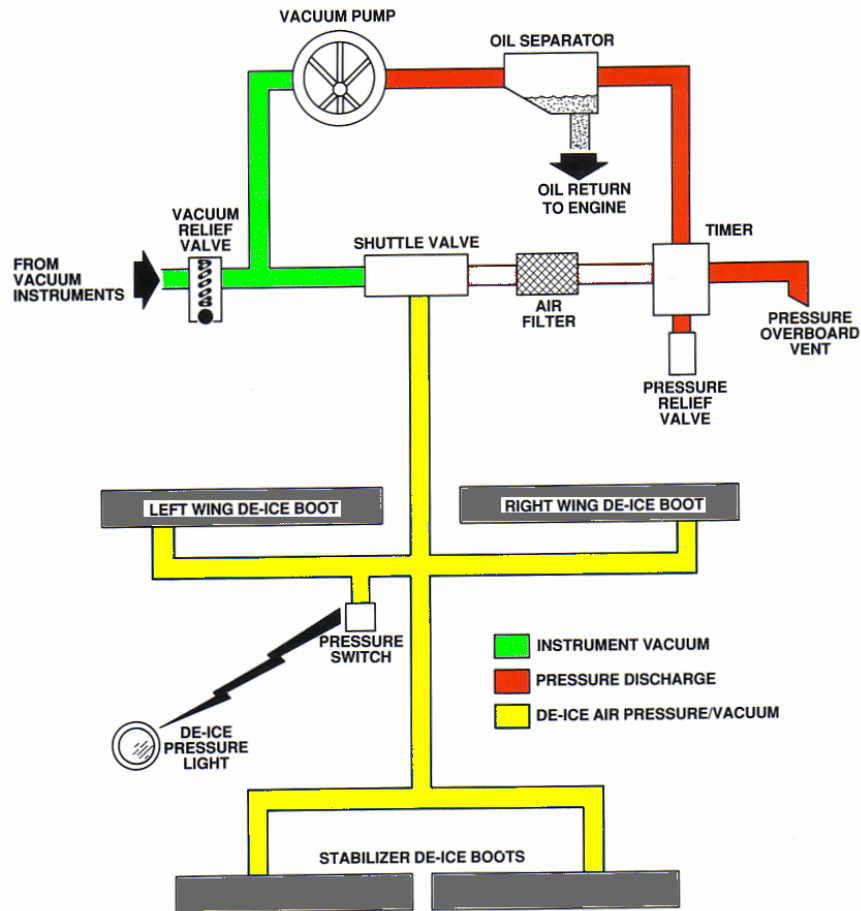 VACUUM PUMP
OIL SEPARATOR
OIL RETURN
TO ENGINE
VACUUM
RELIEF
VALVE
SHUTTLE VALVE
TIMER
FROM
VACUUM
INSTRUMENTS
AIR
FILTER
PRESSURE
OVERBOARD
VENT
PRESSURE
RELIEF
VALVE
LEFT WING DE-ICE BOOT
RIGHT WING DE-ICE BOOT
PRESSURE
SWITCH
INSTRUMENT VACUUM
PRESSURE DISCHARGE
DE-ICE AIR PRESSURE/VACUUM
DE-ICE
PRESSURE
LIGHT
STABILIZER DE-ICE BOOTS